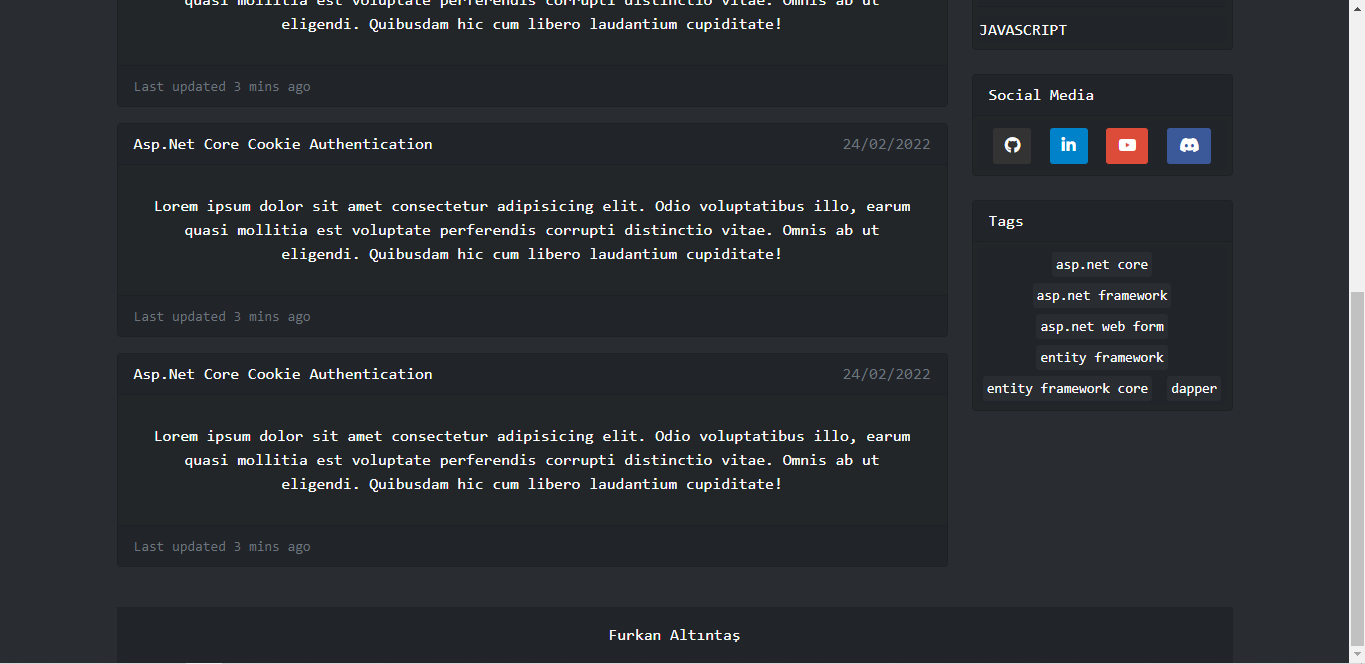 quasi mollitia est voluptate perferendis corrupti distinctio vitae. Omnis ab ut
eligendi. Quibusdam hic cum libero laudantium cupiditate!
Last updated 3 mins ago
Asp.Net Core Cookie Authentication 24/02/2022
Lorem ipsum dolor sit amet consectetur adipisicing elit. Odio voluptatibus illo, earum
quasi mollitia est voluptate perferendis corrupti distinctio vitae. Omnis ab ut
eligendi. Quibusdam hic cum libero laudantium cupiditate!
Last updated 3 mins ago
Asp.Net Core Cookie Authentication 24/02/2022
Lorem ipsum dolor sit amet consectetur adipisicing elit. Odio voluptatibus illo, earum
quasi mollitia est voluptate perferendis corrupti distinctio vitae. Omnis ab ut
eligendi. Quibusdam hic cum libero laudantium cupiditate!
Last updated 3 mins ago
JAVASCRIPT
Social Media
in
Tags
asp.net core
asp.net framework
asp.net web form
entity framework
entity framework core dapper
Furkan Altıntaş